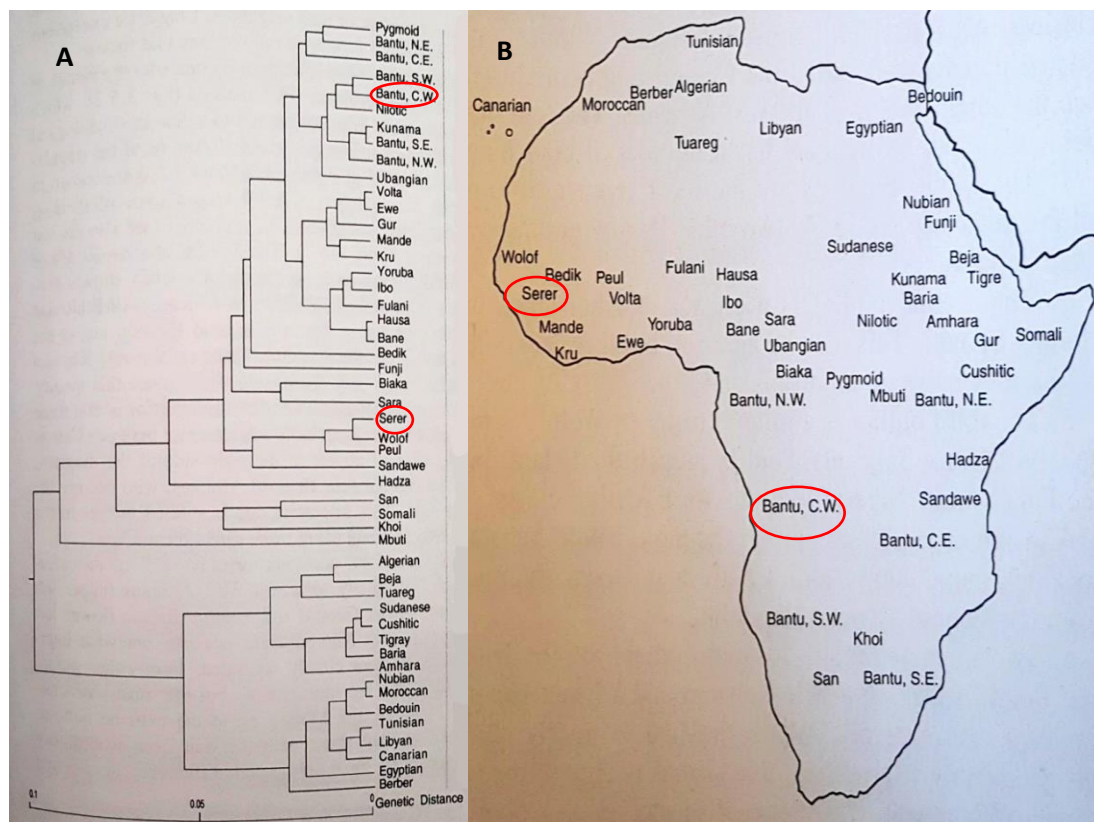 A
Pygmoid
Bantu, N.E.
Bantu, C.E.
Bantu, S.W.
Bantu, C.W.
Nilotic
Kunama
Bantu, S.E.
Bantu, N.W.
Ubangian
Volta
Ewe
Gur
Mande
Kru
Yoruba
Ibo
Fulani
Hausa
Bane
Bedik
Funji
Biaka
Sara
Serer
Wolof
Peul
Sandawe
Hadza
San
Somali
Khoi
Mbuti
Algerian
Beja
Tuareg
Sudanese
Cushitic
Tigray
Baria
Amhara
Nubian
Moroccan
Bedouin
Tunisian
Libyan
Canarian
Egyptian
Berber
0.1 0.05 0 Genetic Distance
B
Tunisian
Canarian Moroccan Berber Algerian Bedouin
Libyan Egyptian
Tuareg
Nubian
Funji
Sudanese
Wolof Beja
Bedik Peul Fulani Hausa Kunama Tigre
Serer Volta Ibo Baria
Mande Yoruba Bane Sara Nilotic Amhara
Kru Ewe Ubangian Gur Somali
Biaka Pygmoid Cushitic
Bantu, N.W. Mbuti Bantu, N.E.
Hadza
Bantu, C.W. Sandawe
Bantu, C.E.
Bantu, S.W.
Khoi
San Bantu, S.E.